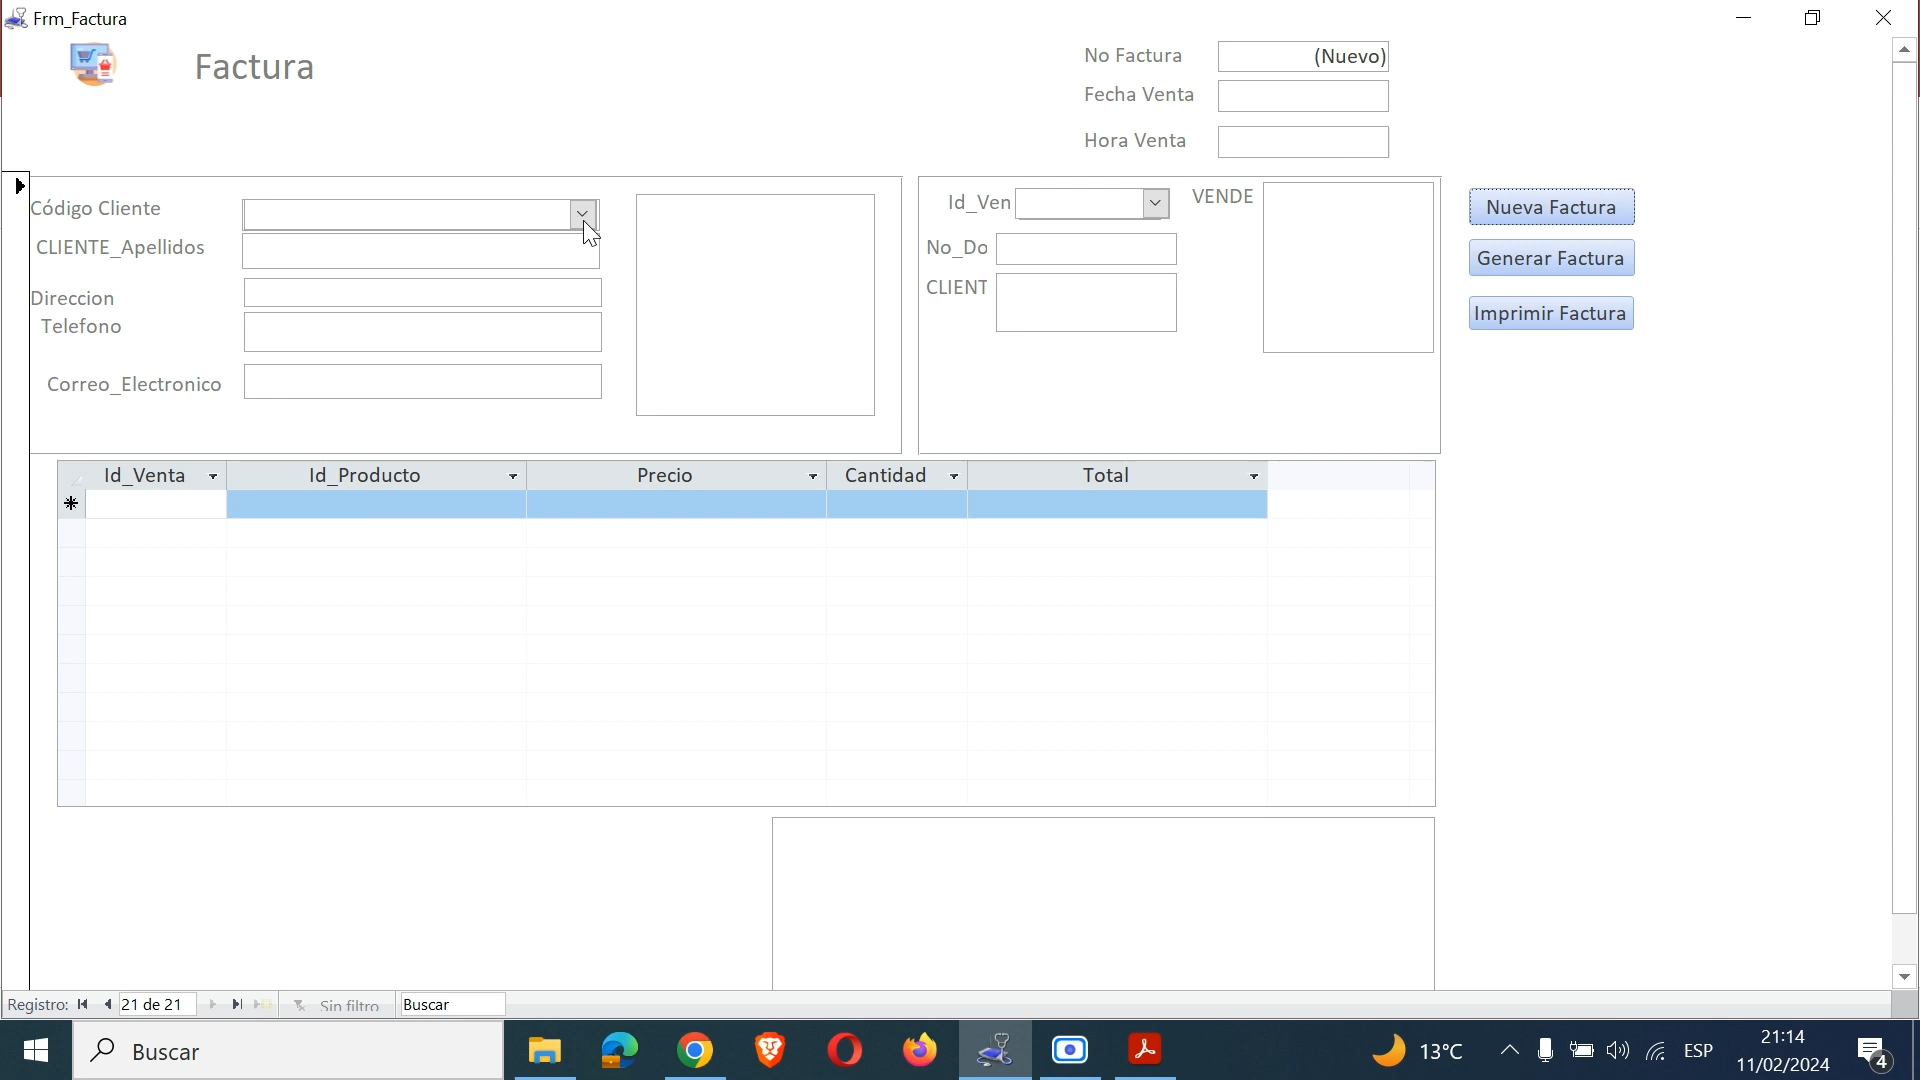 Frm_Factura
Factura
No Factura (Nuevo)
Fecha Venta
Hora Venta
Código Cliente
CLIENTE_Apellidos
Direccion
Telefono
Correo_Electronico
Id_Ven
VENDE
No_Do
CLIENT
Nueva Factura
Generar Factura
Imprimir Factura
Id_Venta Id_Producto Precio Cantidad Total
Registro: 21 de 21 Sin filtro Buscar
Buscar
13°C
ESP
21:14
11/02/2024
4